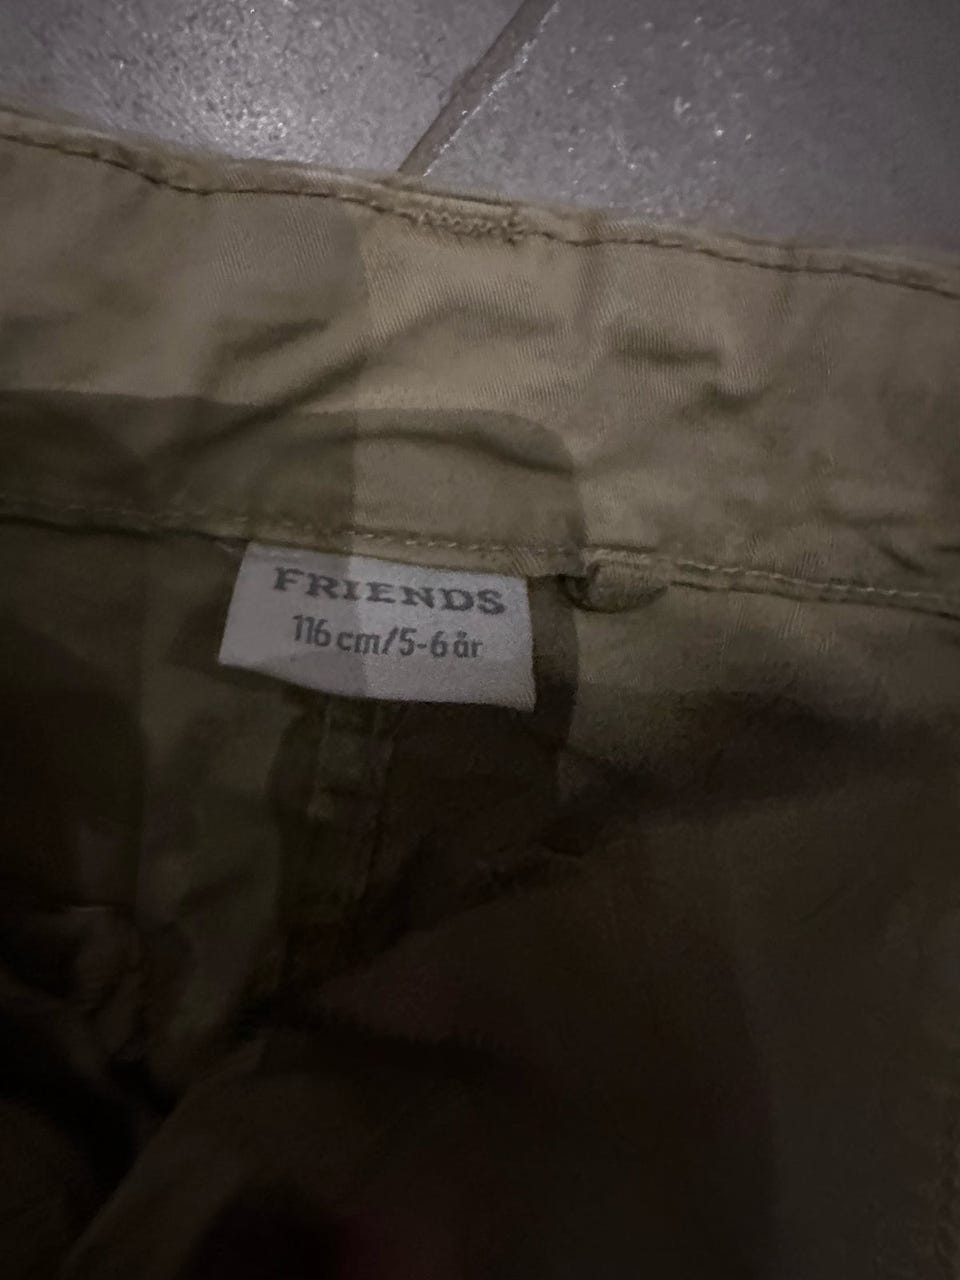 FRIENDS
116 cm/5-6 år